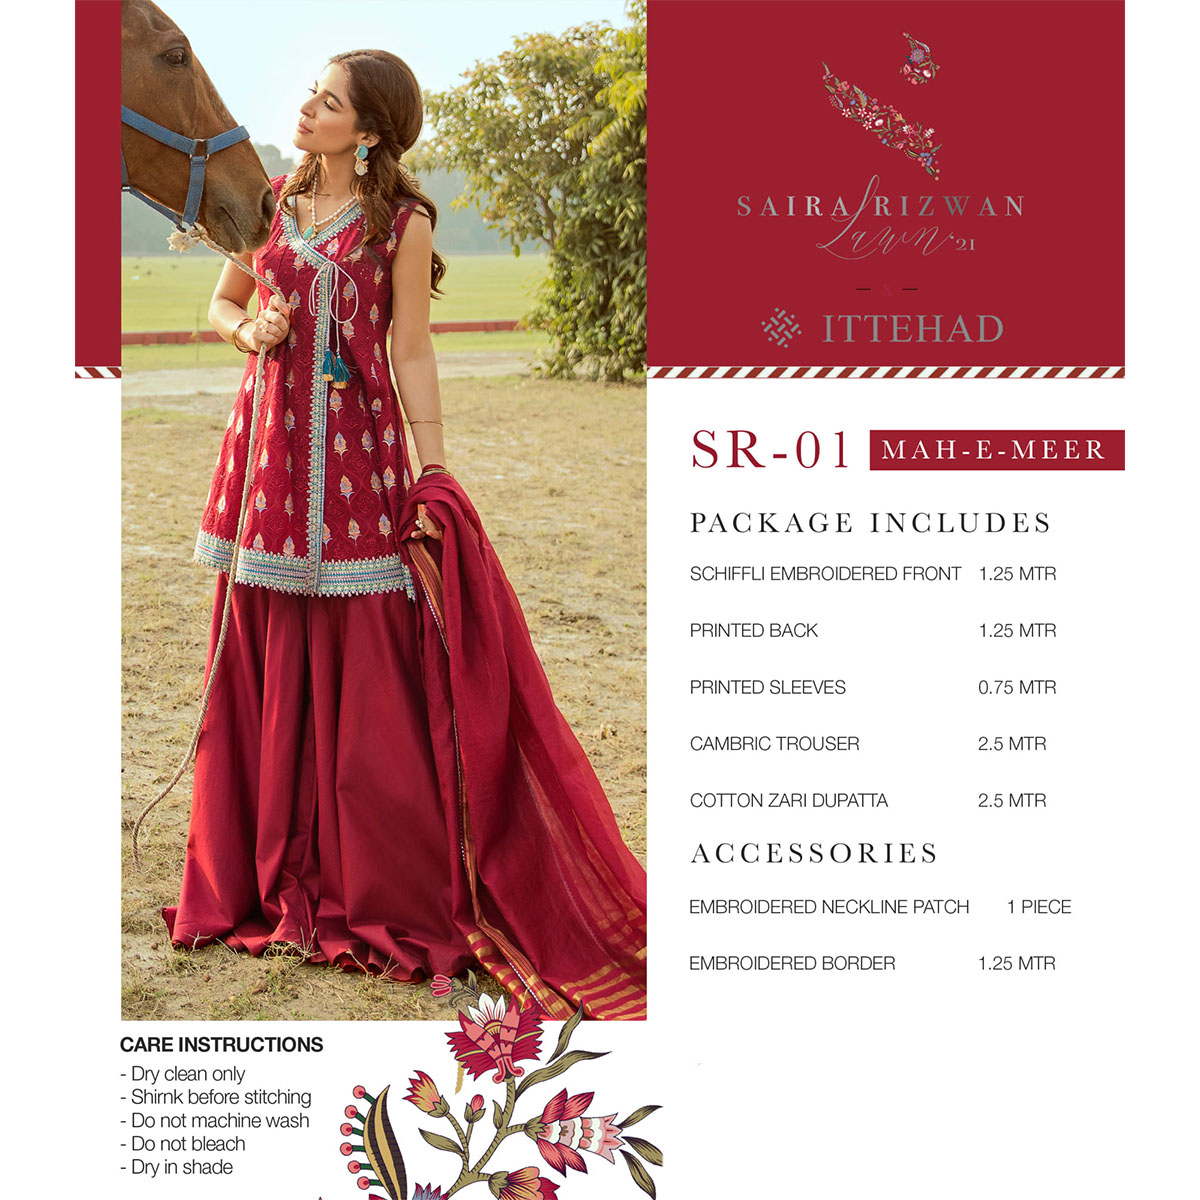 SAIRA RIZWAN
Lawn '21
X
ITTEHAD
SR-01 MAH-E-MEER
PACKAGE INCLUDES
SCHIFFLI EMBROIDERED FRONT 1.25 MTR
PRINTED BACK 1.25 MTR
PRINTED SLEEVES 0.75 MTR
CAMBRIC TROUSER 2.5 MTR
COTTON ZARI DUPATTA 2.5 MTR
ACCESSORIES
EMBROIDERED NECKLINE PATCH 1 PIECE
EMBROIDERED BORDER 1.25 MTR
CARE INSTRUCTIONS
- Dry clean only
- Shirnk before stitching
- Do not machine wash
- Do not bleach
- Dry in shade